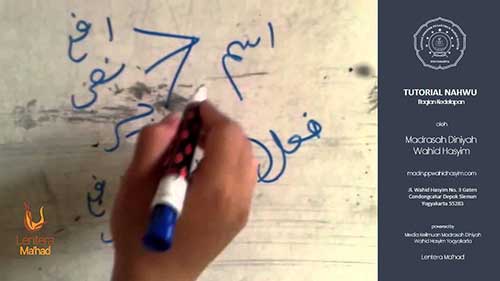 اسم
فعل
جر
Lentera
Ma'had
TUTORIAL NAHWU
Bagian Kedelapan
oleh
Madrasah Diniyah
Wahid Hasyim
madinppwahidhasyim.com
Jl. Wahid Hasyim No. 3 Gaten
Condongcatur Depok Sleman
Yogyakarta 55283
powered by
Media Keilmuan Madrasah Diniyah
Wahid Hasyim Yogyakarta
Lentera Ma'had